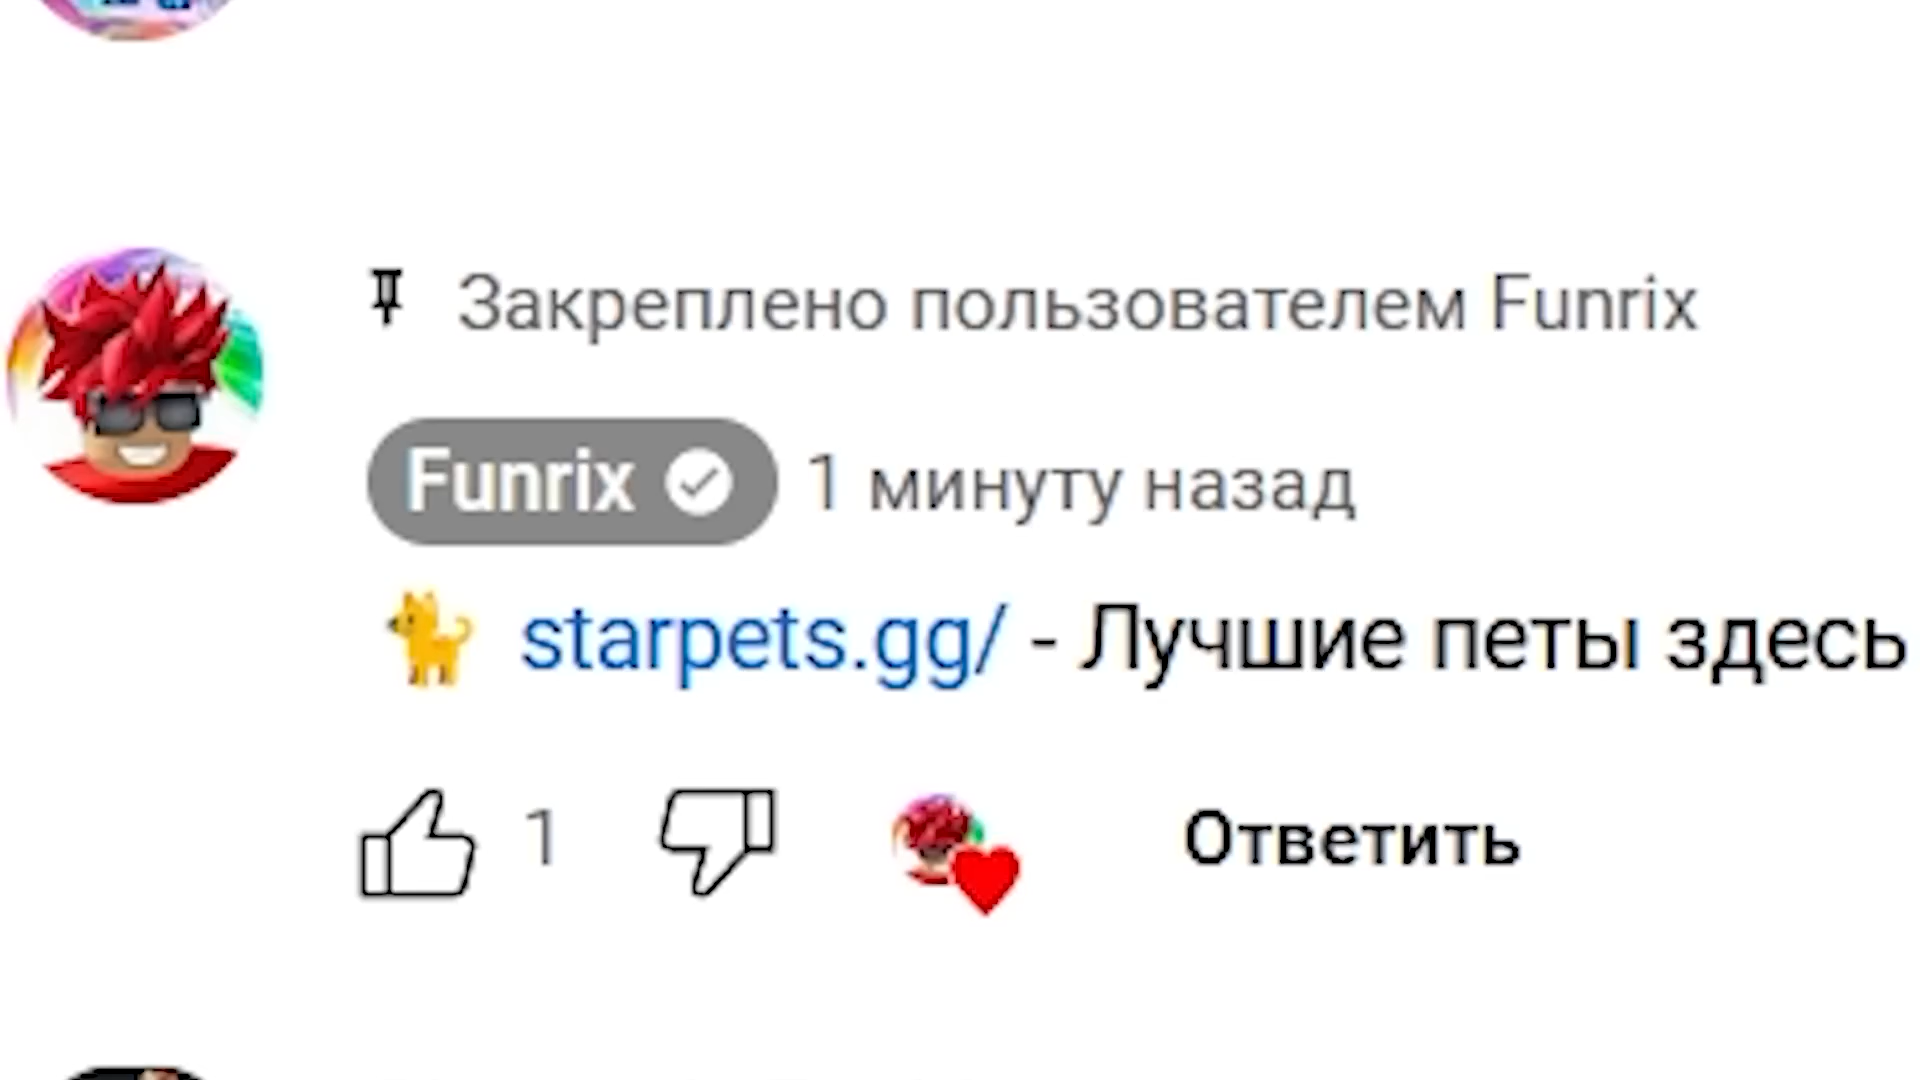 Закреплено пользователем Funrix
Funrix 1 минуту назад
🐈 starpets.gg/ - Лучшие петы здесь
1 Ответить